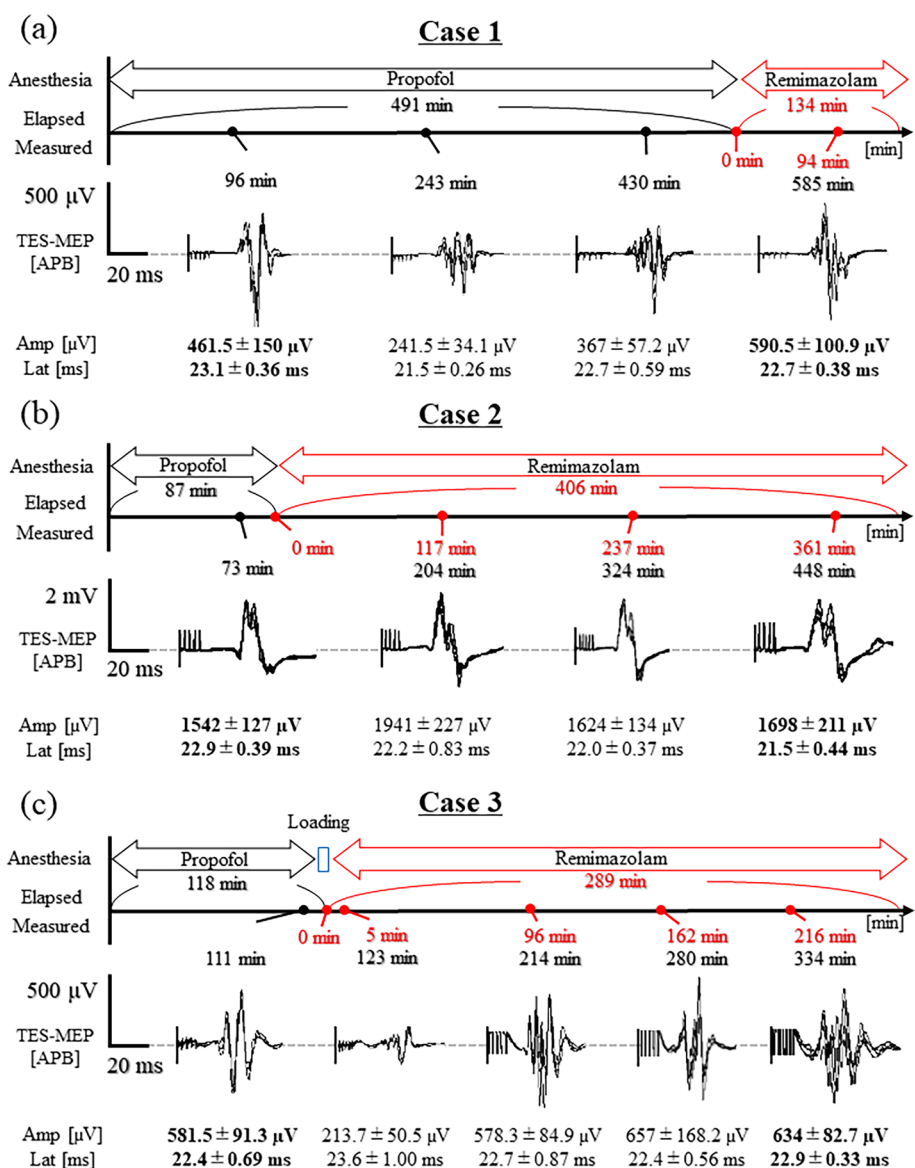 (a) Case 1
Anesthesia Propofol Remimazolam
491 min 134 min
Elapsed
Measured [min]
0 min 94 min
96 min 243 min 430 min 585 min
500 µV
TES-MEP
[APB]
20 ms
Amp [µV] 461.5 ± 150 µV 241.5 ± 34.1 µV 367 ± 57.2 µV 590.5 ± 100.9 µV
Lat [ms] 23.1 ± 0.36 ms 21.5 ± 0.26 ms 22.7 ± 0.59 ms 22.7 ± 0.38 ms
(b) Case 2
Anesthesia Propofol Remimazolam
87 min 406 min
Elapsed
Measured [min]
0 min 117 min 237 min 361 min
73 min 204 min 324 min 448 min
2 mV
TES-MEP
[APB]
20 ms
Amp [µV] 1542 ± 127 µV 1941 ± 227 µV 1624 ± 134 µV 1698 ± 211 µV
Lat [ms] 22.9 ± 0.39 ms 22.2 ± 0.83 ms 22.0 ± 0.37 ms 21.5 ± 0.44 ms
(c) Case 3
Loading
Anesthesia Propofol Remimazolam
118 min 289 min
Elapsed
Measured [min]
0 min 5 min 96 min 162 min 216 min
111 min 123 min 214 min 280 min 334 min
500 µV
TES-MEP
[APB]
20 ms
Amp [µV] 581.5 ± 91.3 µV 213.7 ± 50.5 µV 578.3 ± 84.9 µV 657 ± 168.2 µV 634 ± 82.7 µV
Lat [ms] 22.4 ± 0.69 ms 23.6 ± 1.00 ms 22.7 ± 0.87 ms 22.4 ± 0.56 ms 22.9 ± 0.33 ms